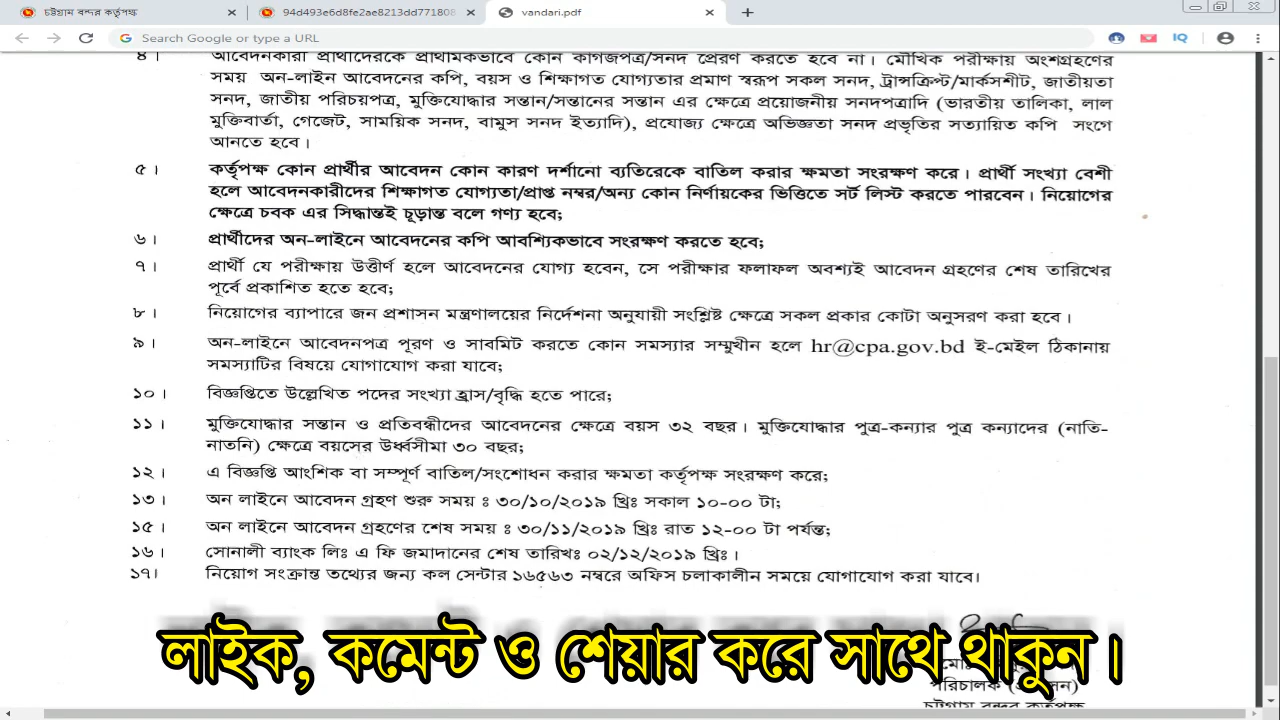 চট্টগ্রাম বন্দর কর্তৃপক্ষ
94d493e6d8fe2ae8213dd771808
vandari.pdf
Search Google or type a URL
IQ
৪। আবেদনকারী প্রার্থীদেরকে প্রাথমিকভাবে কোন কাগজপত্র/সনদ প্রেরণ করতে হবে না। মৌখিক পরীক্ষায় অংশগ্রহণের
সময় অন-লাইন আবেদনের কপি, বয়স ও শিক্ষাগত যোগ্যতার প্রমাণ স্বরূপ সকল সনদ, ট্রান্সক্রিপ্ট/মার্কসশীট, জাতীয়তা
সনদ, জাতীয় পরিচয়পত্র, মুক্তিযোদ্ধার সন্তান/সন্তানের সন্তান এর ক্ষেত্রে প্রয়োজনীয় সনদপত্রাদি (ভারতীয় তালিকা, লাল
মুক্তিবার্তা, গেজেট, সাময়িক সনদ, বামুস সনদ ইত্যাদি), প্রযোজ্য ক্ষেত্রে অভিজ্ঞতা সনদ প্রভৃতির সত্যায়িত কপি সংগে
আনতে হবে।
৫। কর্তৃপক্ষ কোন প্রার্থীর আবেদন কোন কারণ দর্শানো ব্যতিরেকে বাতিল করার ক্ষমতা সংরক্ষণ করে। প্রার্থী সংখ্যা বেশী
হলে আবেদনকারীদের শিক্ষাগত যোগ্যতা/প্রাপ্ত নম্বর/অন্য কোন নির্ণায়কের ভিত্তিতে সর্ট লিস্ট করতে পারবেন। নিয়োগের
ক্ষেত্রে চবক এর সিদ্ধান্তই চূড়ান্ত বলে গণ্য হবে;
৬। প্রার্থীদের অন-লাইনে আবেদনের কপি আবশ্যিকভাবে সংরক্ষণ করতে হবে;
৭। প্রার্থী যে পরীক্ষায় উত্তীর্ণ হলে আবেদনের যোগ্য হবেন, সে পরীক্ষার ফলাফল অবশ্যই আবেদন গ্রহণের শেষ তারিখের
পূর্বে প্রকাশিত হতে হবে;
৮। নিয়োগের ব্যাপারে জন প্রশাসন মন্ত্রণালয়ের নির্দেশনা অনুযায়ী সংশ্লিষ্ট ক্ষেত্রে সকল প্রকার কোটা অনুসরণ করা হবে।
৯। অন-লাইনে আবেদনপত্র পূরণ ও সাবমিট করতে কোন সমস্যার সম্মুখীন হলে hr@cpa.gov.bd ই-মেইল ঠিকানায়
সমস্যাটির বিষয়ে যোগাযোগ করা যাবে;
১০। বিজ্ঞপ্তিতে উল্লেখিত পদের সংখ্যা হ্রাস/বৃদ্ধি হতে পারে;
১১। মুক্তিযোদ্ধার সন্তান ও প্রতিবন্ধীদের আবেদনের ক্ষেত্রে বয়স ৩২ বছর। মুক্তিযোদ্ধার পুত্র-কন্যার পুত্র কন্যাদের (নাতি-
নাতনি) ক্ষেত্রে বয়সের উর্ধ্বসীমা ৩০ বছর;
১২। এ বিজ্ঞপ্তি আংশিক বা সম্পূর্ণ বাতিল/সংশোধন করার ক্ষমতা কর্তৃপক্ষ সংরক্ষণ করে;
১৩। অন লাইনে আবেদন গ্রহণ শুরু সময় ঃ ৩০/১০/২০১৯ খ্রিঃ সকাল ১০-০০ টা;
১৫। অন লাইনে আবেদন গ্রহণের শেষ সময় ঃ ৩০/১১/২০১৯ খ্রিঃ রাত ১২-০০ টা পর্যন্ত;
১৬। সোনালী ব্যাংক লিঃ এ ফি জমাদানের শেষ তারিখঃ ০২/১২/২০১৯ খ্রিঃ।
১৭। নিয়োগ সংক্রান্ত তথ্যের জন্য কল সেন্টার ১৬৫৬৩ নম্বরে অফিস চলাকালীন সময়ে যোগাযোগ করা যাবে।
লাইক, কমেন্ট ও শেয়ার করে সাথে থাকুন।
পরিচালক
চট্টগ্রাম বন্দর কর্তৃপক্ষ